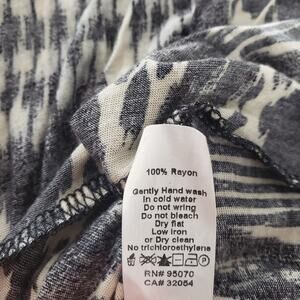 100% Rayon
Gently Hand wash
in cold water
Do not wring
Do not bleach
Dry flat
Low iron
or Dry clean
No trichloroethylene
RN# 95070
CA# 32054